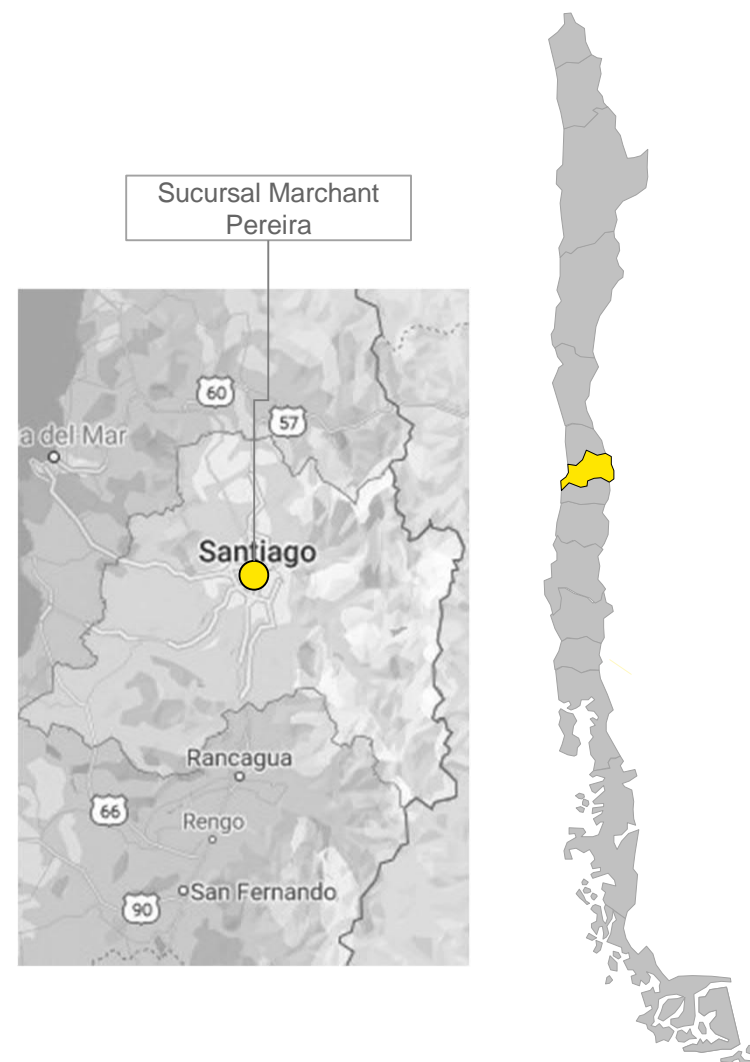 Sucursal Marchant
Pereira
60
57
a del Mar
Santiago
Rancagua
66
Rengo
San Fernando
90